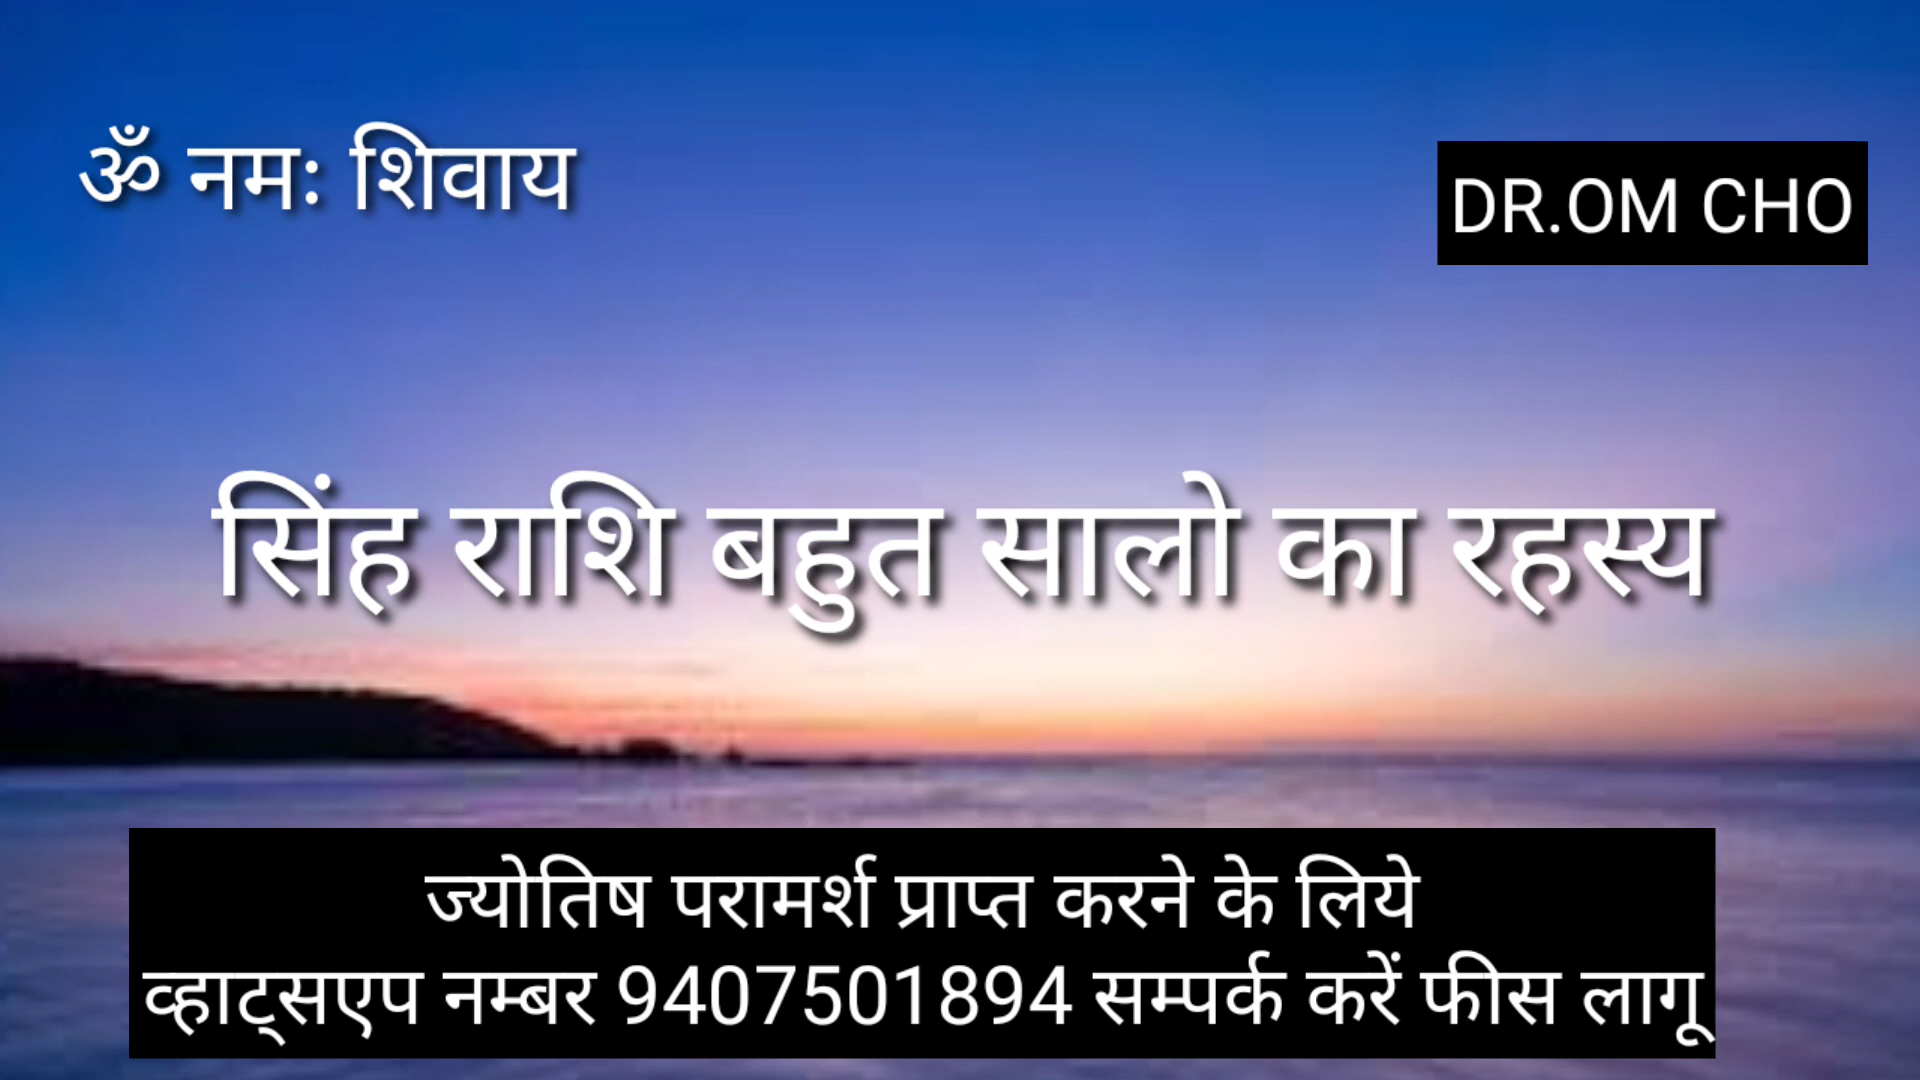 ॐ नमः शिवाय
DR.OM CHO
सिंह राशि बहुत सालो का रहस्य
ज्योतिष परामर्श प्राप्त करने के लिये
व्हाट्सएप नम्बर 9407501894 सम्पर्क करें फीस लागू